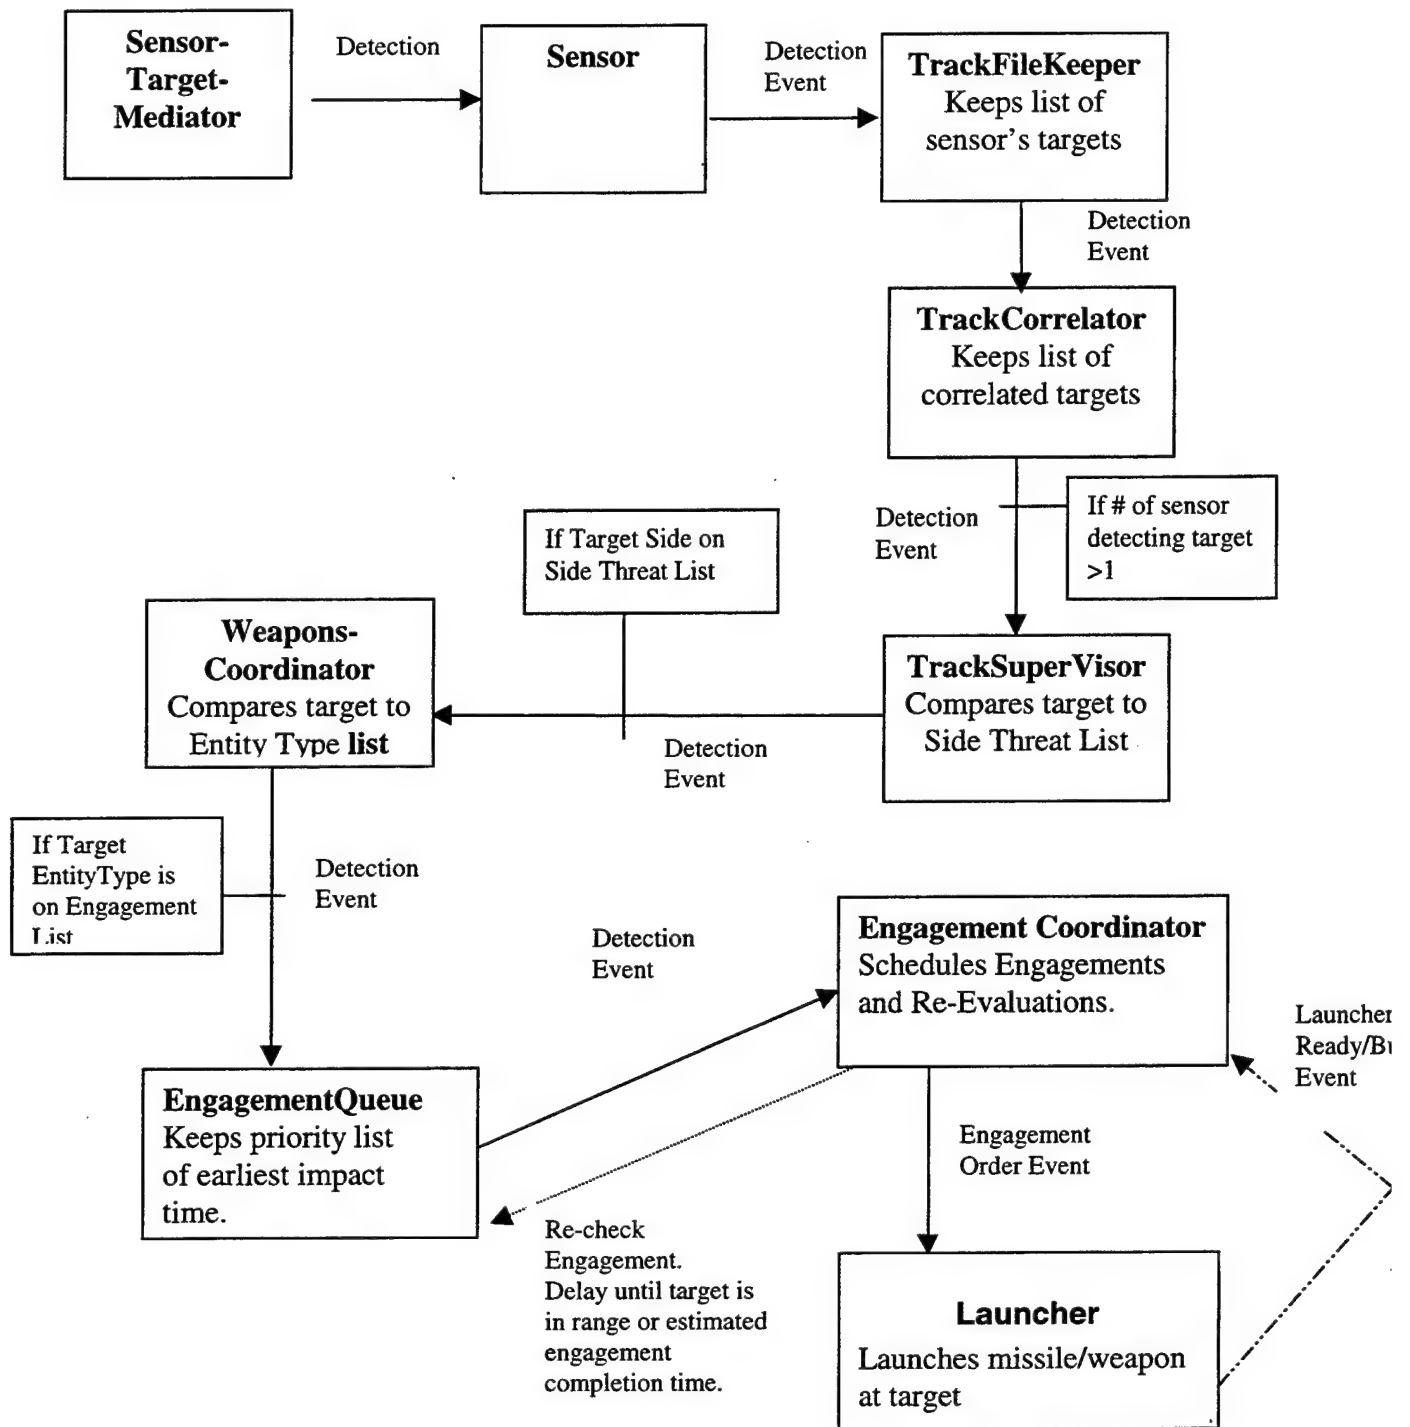 Sensor-
Target-
Mediator
Detection
Sensor
Detection
Event
TrackFileKeeper
Keeps list of
sensor's targets
Detection
Event
TrackCorrelator
Keeps list of
correlated targets
Detection
Event
If # of sensor
detecting target
>1
If Target Side on
Side Threat List
Weapons-
Coordinator
Compares target to
Entity Type list
TrackSuperVisor
Compares target to
Side Threat List
Detection
Event
If Target
EntityType is
on Engagement
List
Detection
Event
Detection
Event
Engagement Coordinator
Schedules Engagements
and Re-Evaluations.
Launcher
Ready/
Event
EngagementQueue
Keeps priority list
of earliest impact
time.
Engagement
Order Event
Re-check
Engagement.
Delay until target is
in range or estimated
engagement
completion time.
Launcher
Launches missile/weapon
at target